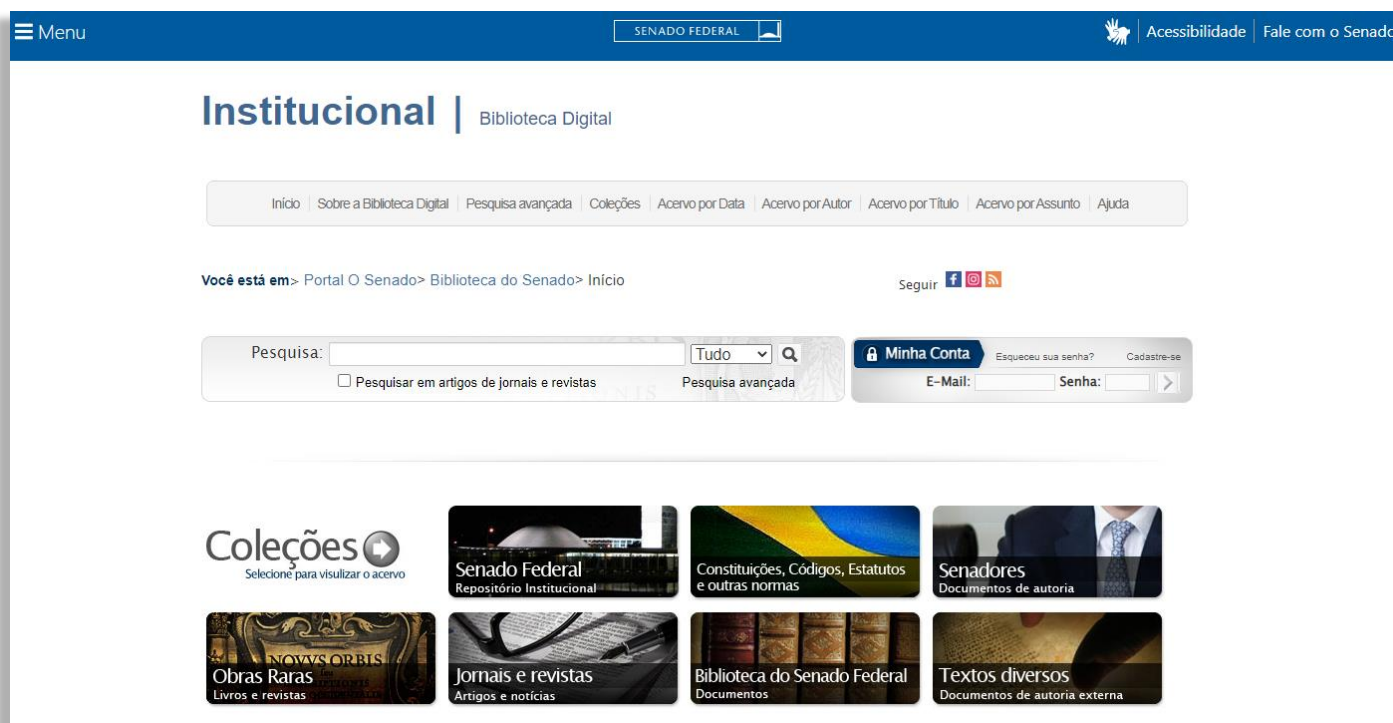 Menu
SENADO FEDERAL
Acessibilidade
Fale com o Senado
Institucional | Biblioteca Digital
Início Sobre a Biblioteca Digital Pesquisa avançada Coleções Acervo por Data Acervo por Autor Acervo por Título Acervo por Assunto Ajuda
Você está em> Portal O Senado> Biblioteca do Senado> Início
Seguir
Pesquisa:
Tudo
Pesquisar em artigos de jornais e revistas
Pesquisa avançada
Minha Conta
Esqueceu sua senha?
Cadastre-se
E-Mail:
Senha:
Coleções
Selecione para visulizar o acervo
Senado Federal
Repositório Institucional
Constituições, Códigos, Estatutos
e outras normas
Senadores
Documentos de autoria
NOVVS ORBIS
Obras Raras
Livros e revistas
Jornais e revistas
Artigos e notícias
Biblioteca do Senado Federal
Documentos
Textos diversos
Documentos de autoria externa